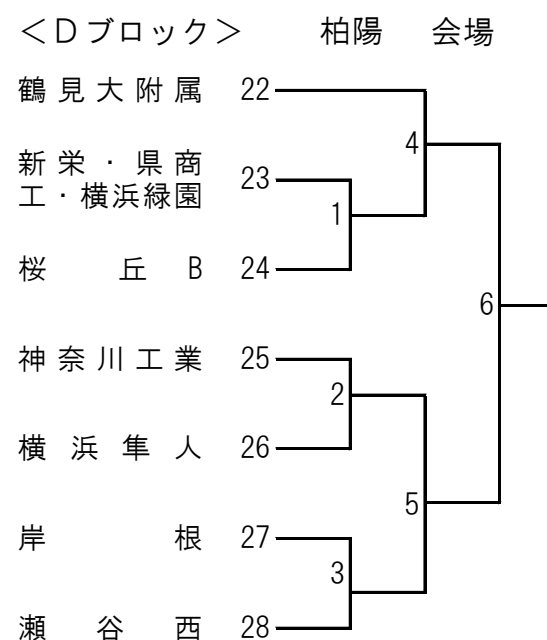 ＜Dブロック＞ 柏陽 会場
鶴見大附属 22
4
新栄・県商
工・横浜緑園 23
1
桜丘B 24
6
神奈川工業 25
2
横浜隼人 26
5
岸根 27
3
瀬谷西 28